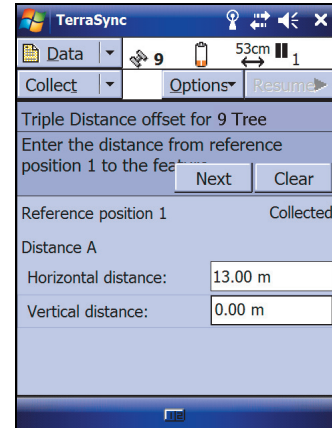 TerraSync
Data 9 53cm 1
Collect Options Resume
Triple Distance offset for 9 Tree
Enter the distance from reference
position 1 to the
Next Clear
Reference position 1 Collected
Distance A
Horizontal distance: 13.00 m
Vertical distance: 0.00 m